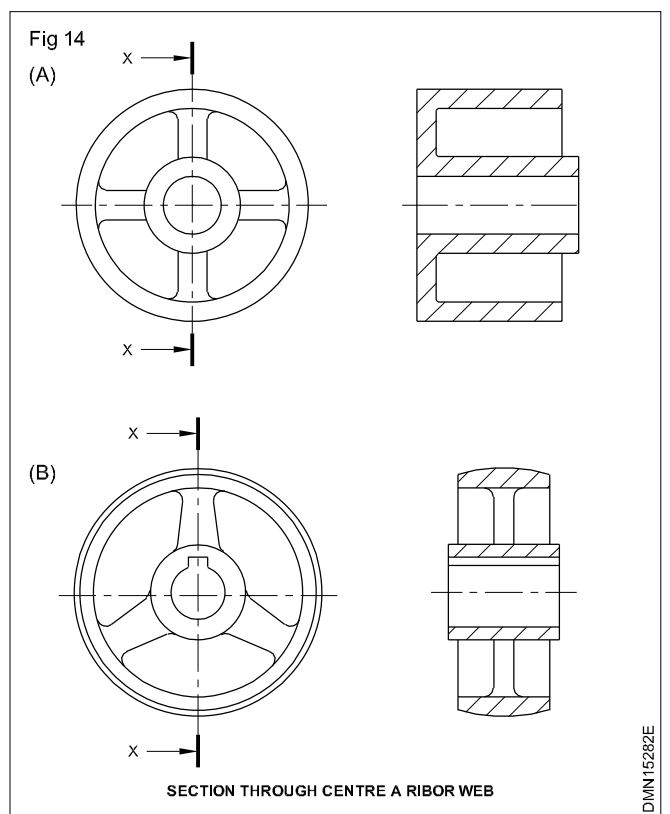 Fig 14
(A)
X
X
(B)
X
X
SECTION THROUGH CENTRE A RIBOR WEB
DMN15282E